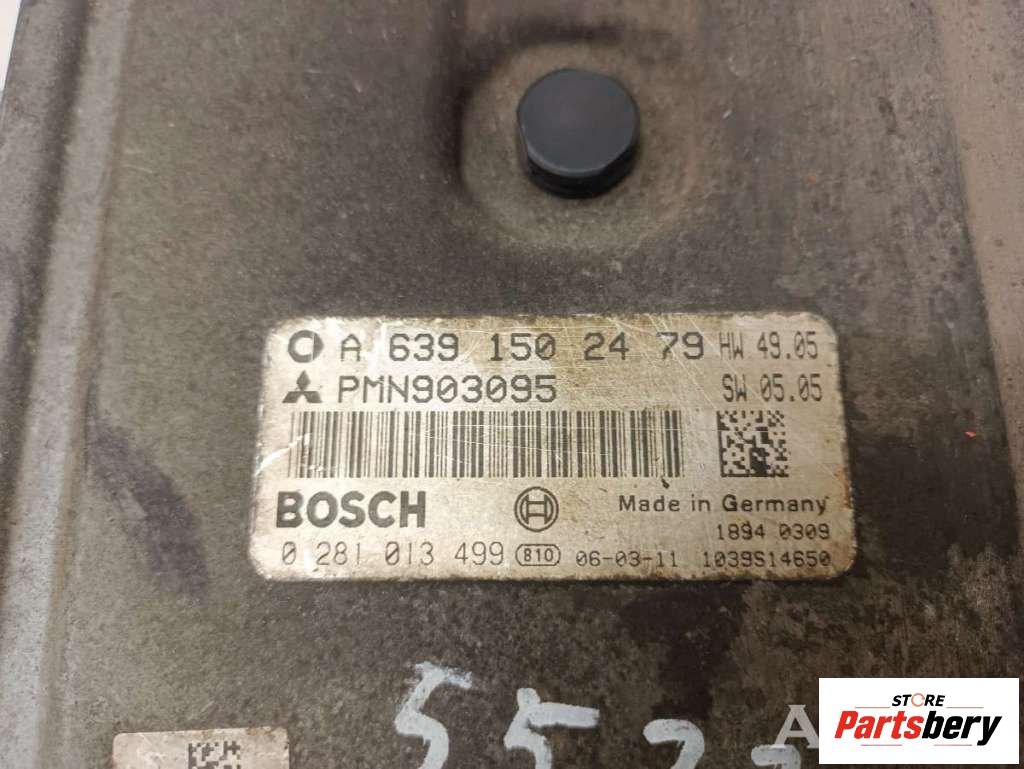 A 639 150 24 79 HW 49.05
PMN903095 SW 05.05
BOSCH Made in Germany
1894 0309
0 281 013 499 810 06-03-11 1039S14650
STORE
Partsbery